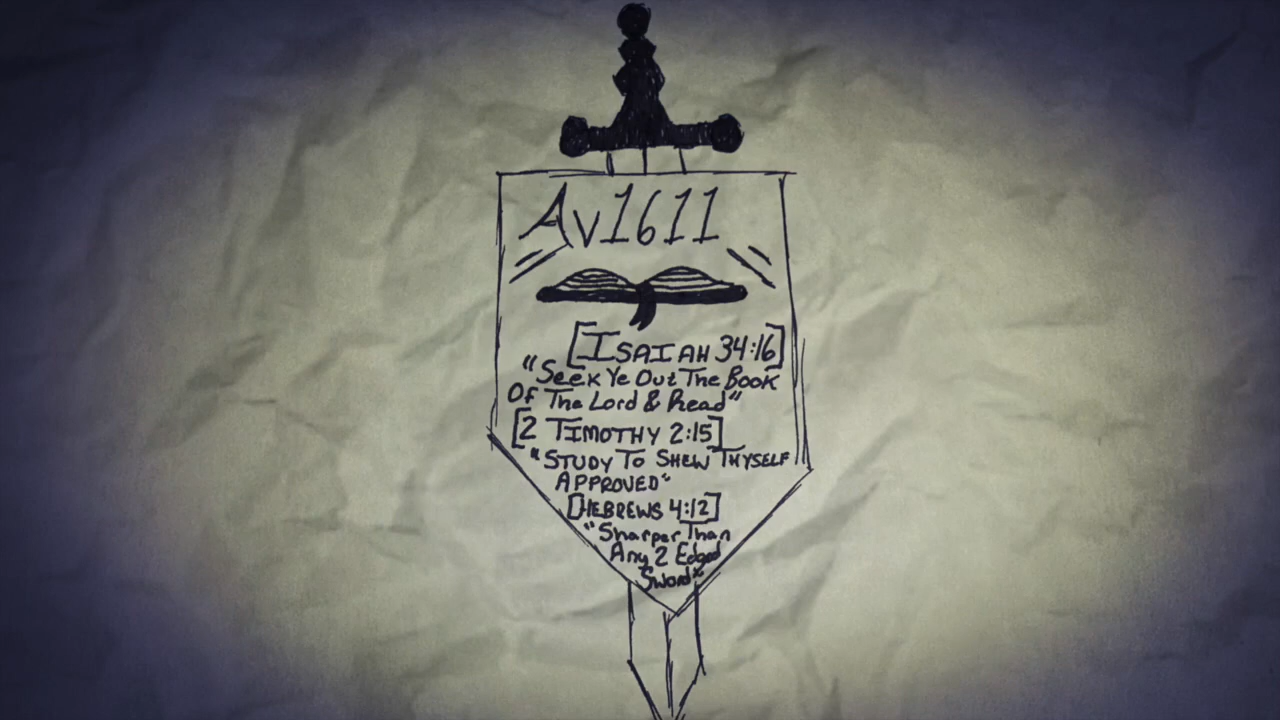 Av1611
[ISAIAH 34:16]
"Seek Ye Out The Book
Of The Lord & Read"
[2 TIMOTHY 2:15]
"STUDY TO SHEW THYSELF
APPROVED"
[HEBREWS 4:12]
"Sharper Than
Any 2 Edged
Sword"